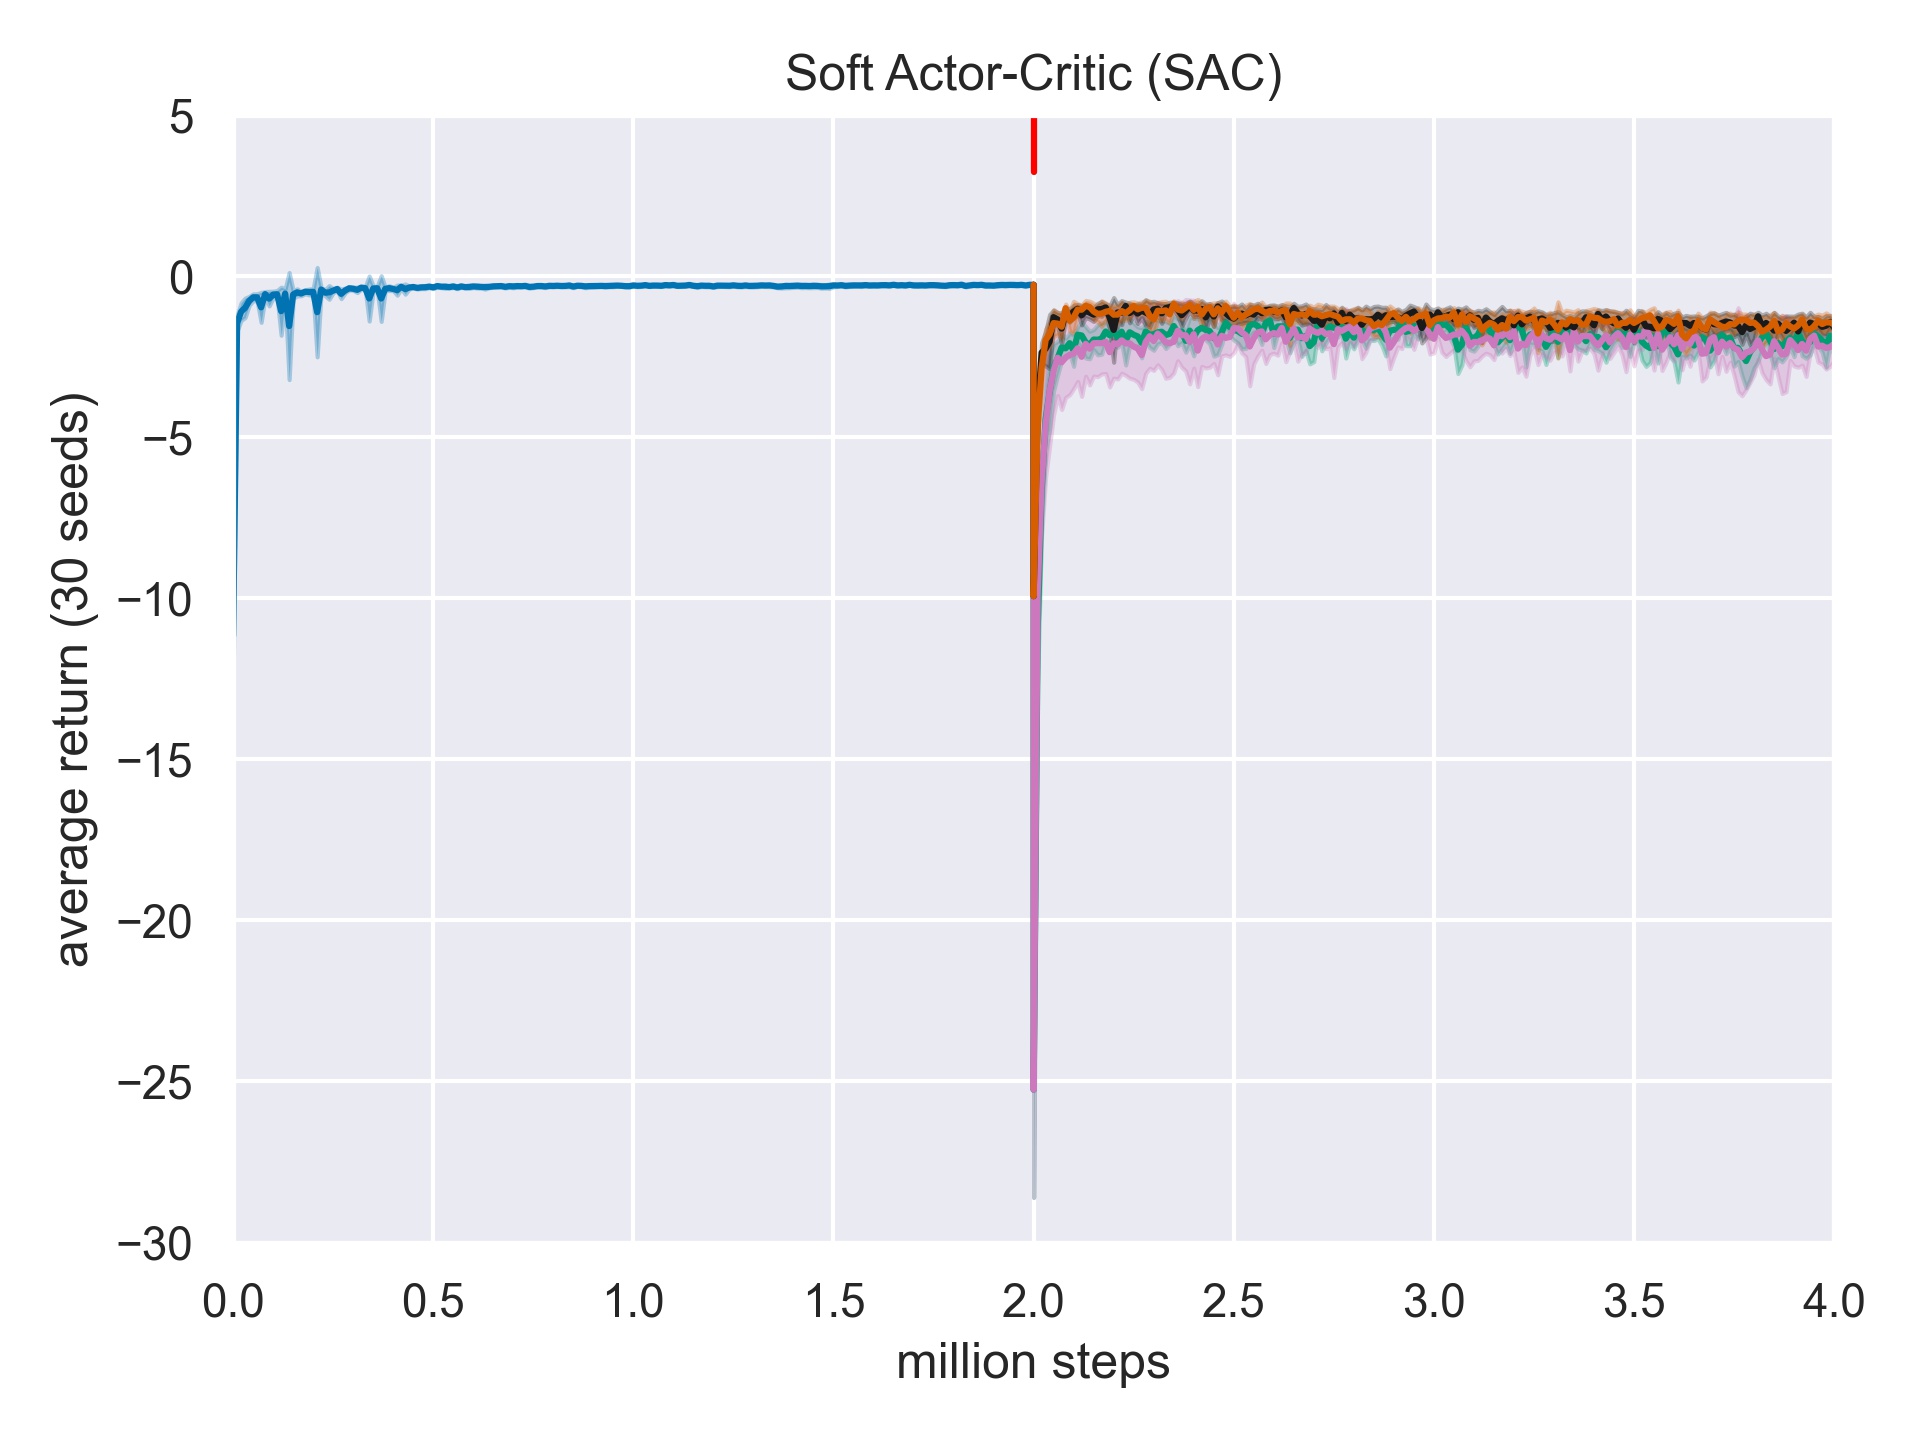 Soft Actor-Critic (SAC)
5
0
−5
−10
−15
−20
−25
−30
average return (30 seeds)
0.0 0.5 1.0 1.5 2.0 2.5 3.0 3.5 4.0
million steps